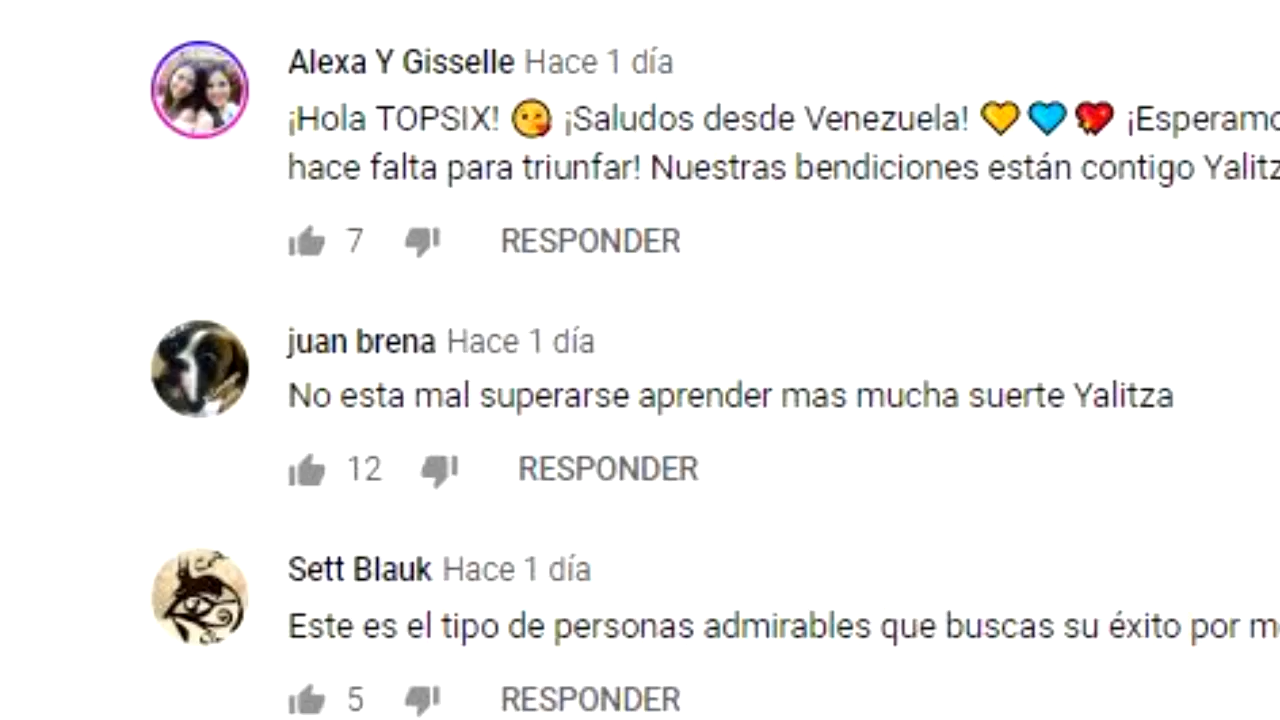 Alexa Y Gisselle Hace 1 día
¡Hola TOPSIX! 😘 ¡Saludos desde Venezuela! 💛💙❤️ ¡Esperamo
hace falta para triunfar! Nuestras bendiciones están contigo Yalitz
7 RESPONDER
juan brena Hace 1 día
No esta mal superarse aprender mas mucha suerte Yalitza
12 RESPONDER
Sett Blauk Hace 1 día
Este es el tipo de personas admirables que buscas su éxito por m
5 RESPONDER